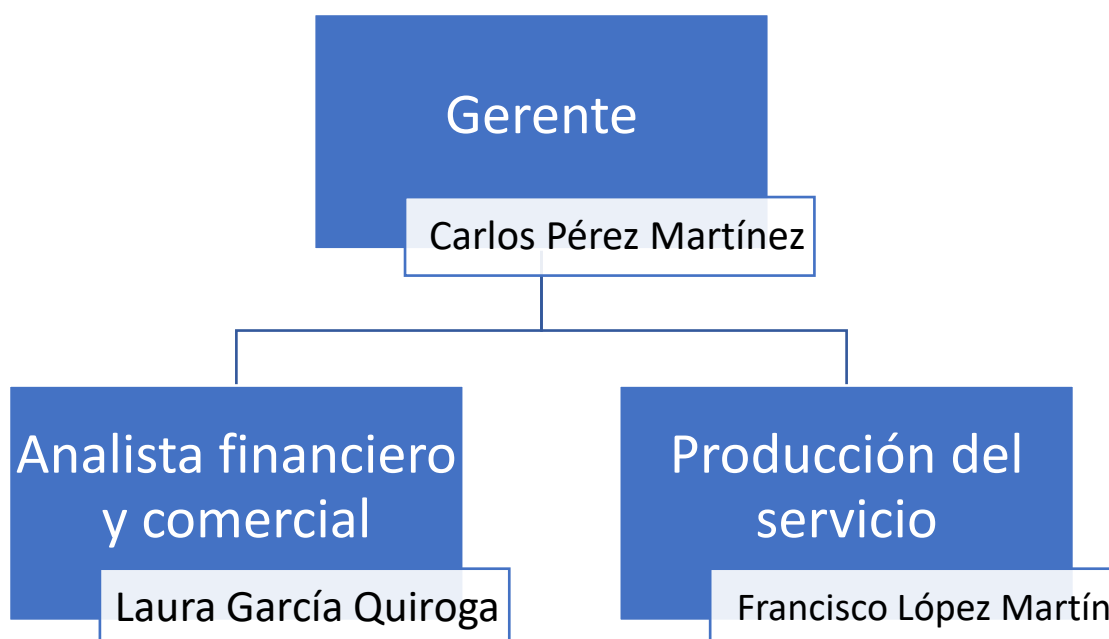 Gerente
Carlos Pérez Martínez
Analista financiero
y comercial
Laura García Quiroga
Producción del
servicio
Francisco López Martín